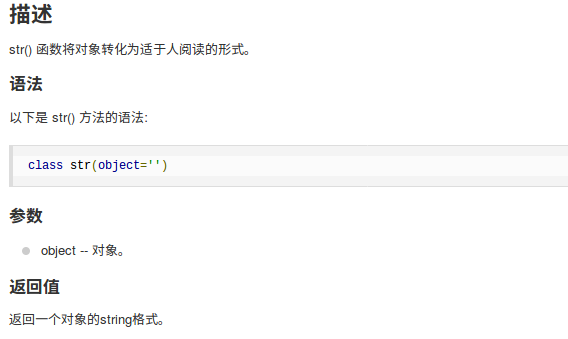 描述
str() 函数将对象转化为适于人阅读的形式。
语法
以下是 str() 方法的语法:
class str(object='')
参数
object -- 对象。
返回值
返回一个对象的string格式。